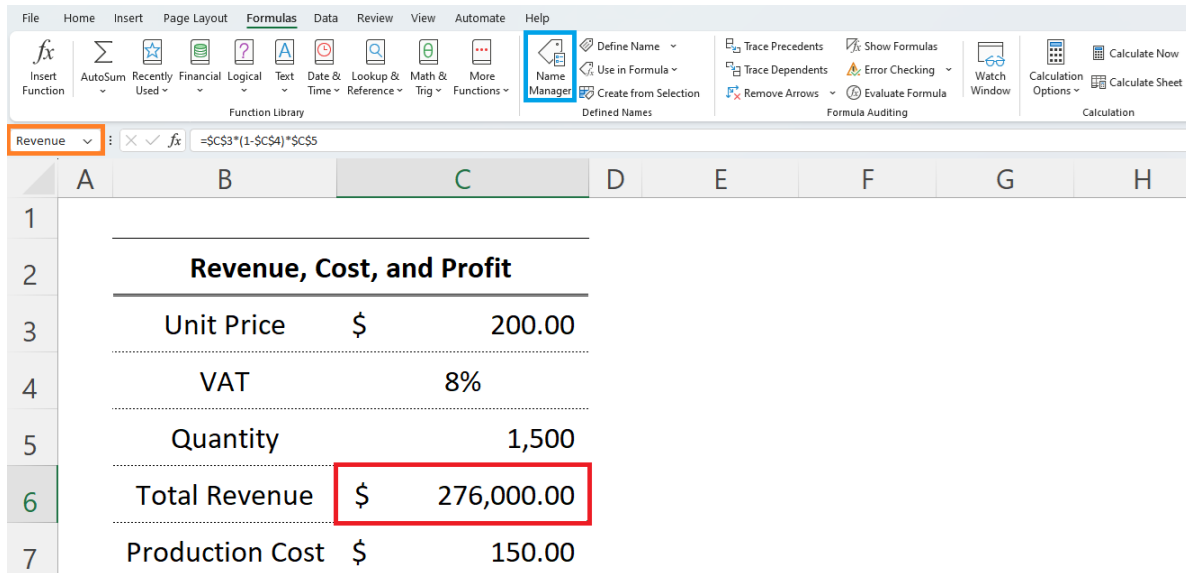 File Home Insert Page Layout Formulas Data Review View Automate Help
fx Σ ? A θ
Insert AutoSum Recently Financial Logical Text Date & Lookup & Math & More Name Define Name Trace Precedents Show Formulas Watch Calculation Calculate Now
Function Used Time Reference Trig Functions Manager Use in Formula Trace Dependents Error Checking Window Options Calculate Sheet
Create from Selection Remove Arrows Evaluate Formula
Function Library Defined Names Formula Auditing Calculation
Revenue fx =$C$3*(1-$C$4)*$C$5
A B C D E F G H
1
2 Revenue, Cost, and Profit
3 Unit Price $ 200.00
4 VAT 8%
5 Quantity 1,500
6 Total Revenue $ 276,000.00
7 Production Cost $ 150.00